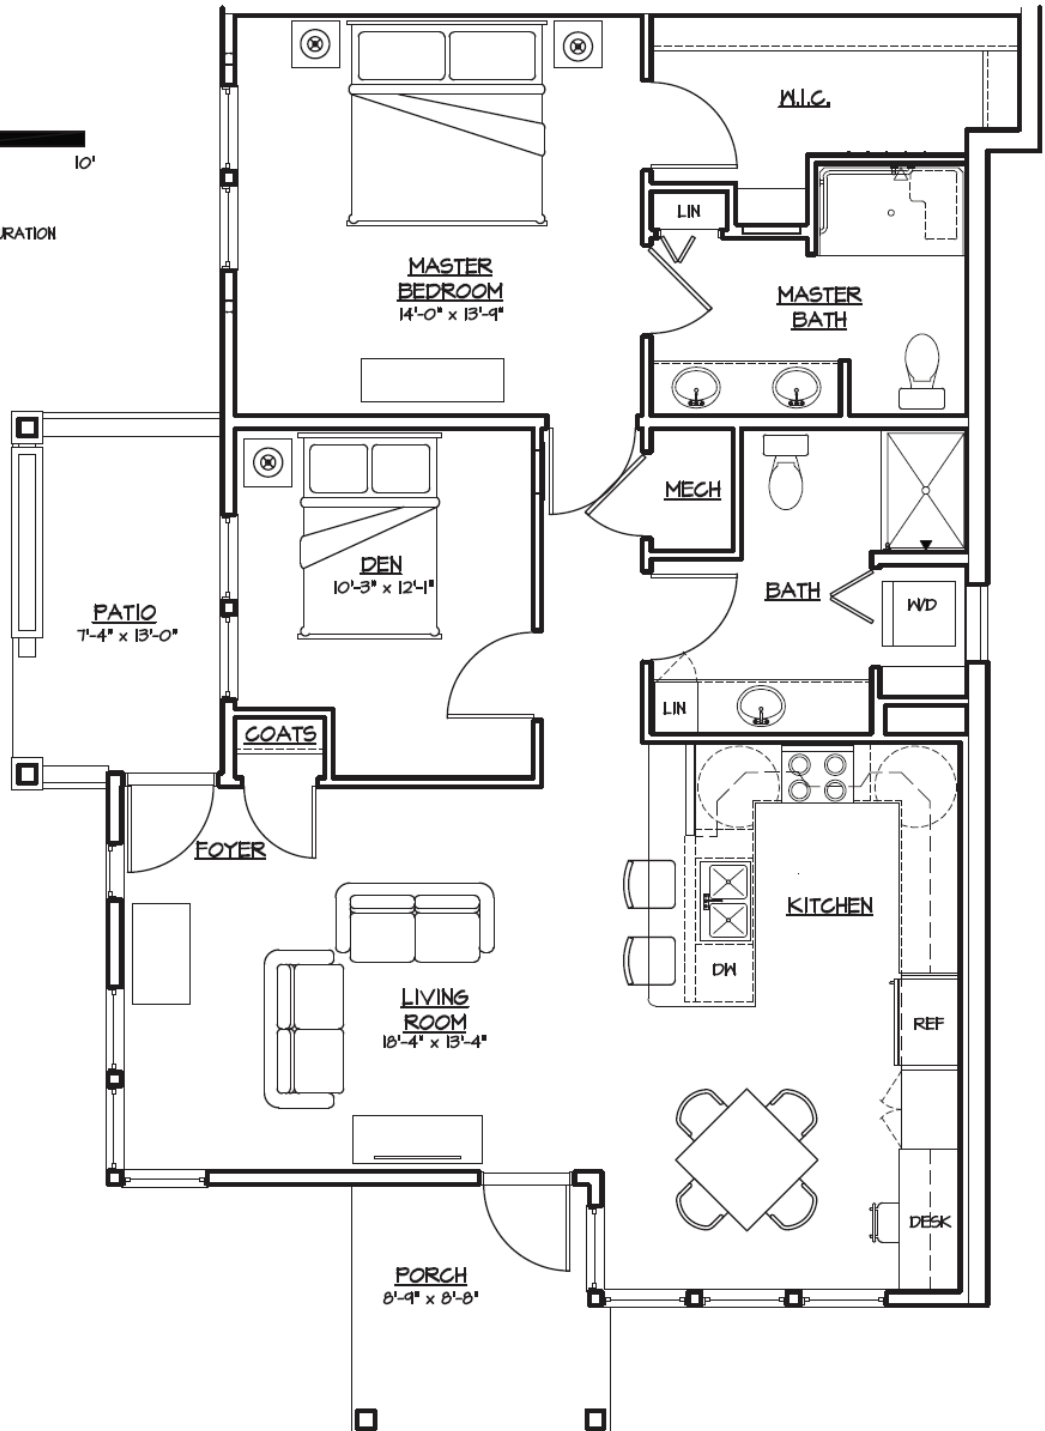 10'
URATION
W.I.C.
LIN
MASTER
BEDROOM
14'-0" x 13'-9"
MASTER
BATH
MECH
DEN
10'-3" x 12'-1"
BATH
W/D
PATIO
7'-4" x 13'-0"
LIN
COATS
FOYER
KITCHEN
DW
LIVING
ROOM
18'-4" x 13'-4"
REF
DESK
PORCH
8'-9" x 8'-8"